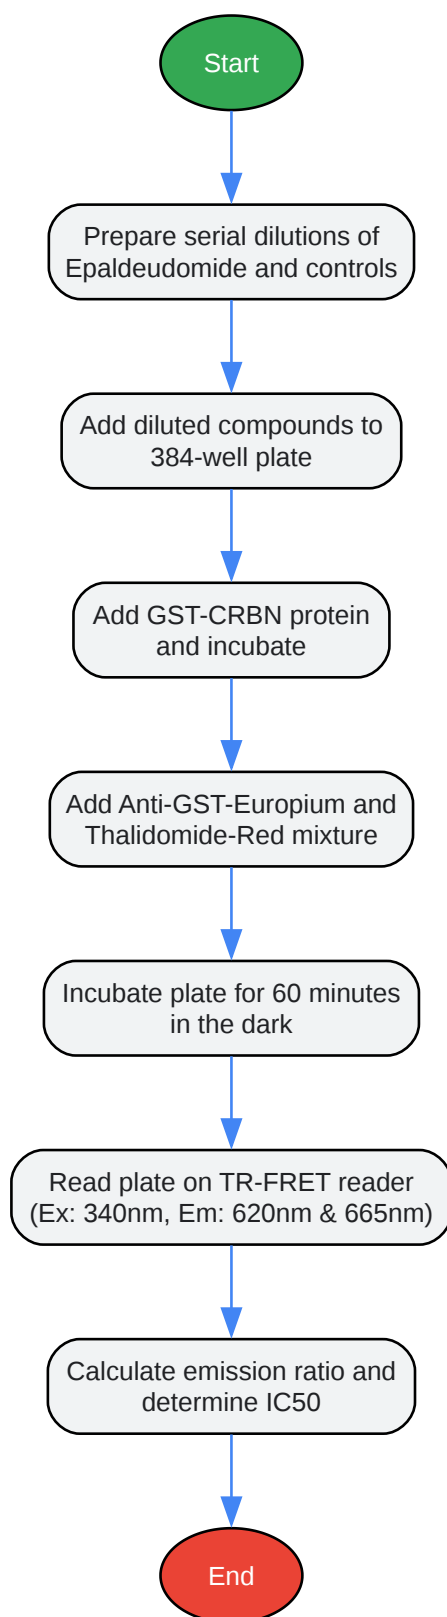 Start
Prepare serial dilutions of
Epaldeudomide and controls
Add diluted compounds to
384-well plate
Add GST-CRBN protein
and incubate
Add Anti-GST-Europium and
Thalidomide-Red mixture
Incubate plate for 60 minutes
in the dark
Read plate on TR-FRET reader
(Ex: 340nm, Em: 620nm & 665nm)
Calculate emission ratio and
determine IC50
End